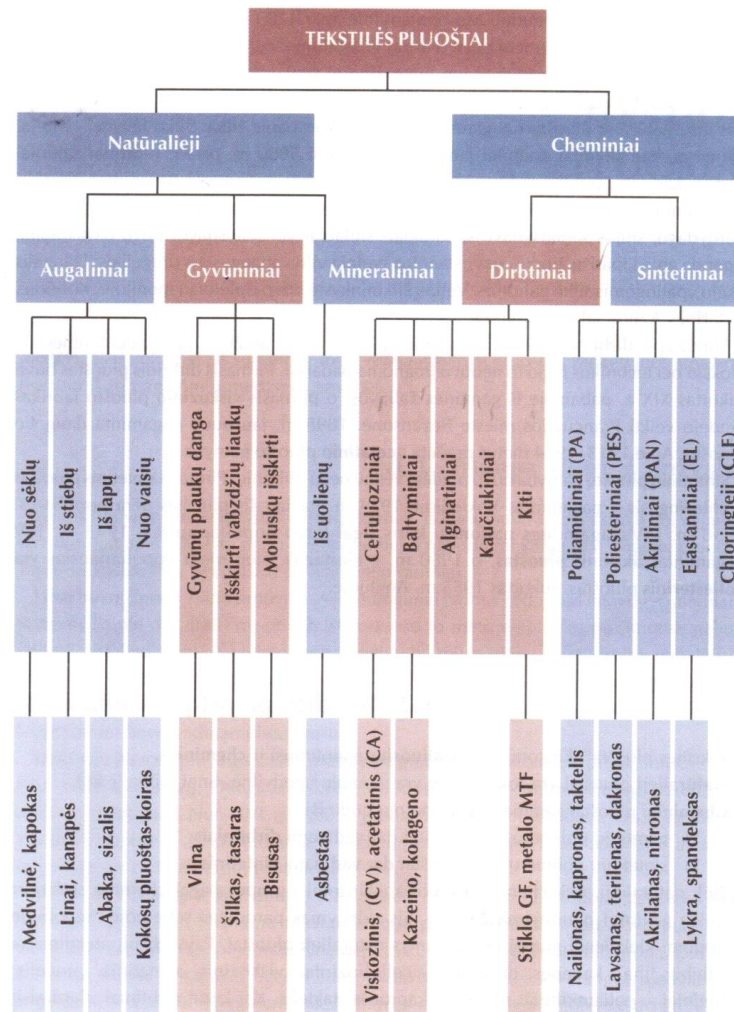 TEKSTILĖS PLUOŠTAI
Natūralieji
Cheminiai
Augaliniai
Gyvūniniai
Mineraliniai
Dirbtiniai
Sintetiniai
Nuo sėklų
Iš stiebų
Iš lapų
Nuo vaisių
Gyvūnų plaukų danga
Išskirti vabzdžių liaukų
Moliuskų išskirti
Iš uolienų
Celiulioziniai
Baltyminiai
Alginatiniai
Kaučiukiniai
Kiti
Poliamidiniai (PA)
Poliesteriniai (PES)
Akriliniai (PAN)
Elastaniniai (EL)
Chloringieji (CLF)
Medvilnė, kapokas
Linai, kanapės
Abaka, sizalis
Kokosų pluoštas-koiras
Vilna
Šilkas, tasaras
Bisusas
Asbestas
Viskozinis, (CV), acetatinis (CA)
Kazeino, kolageno
Stiklo GF, metalo MTF
Nailonas, kapronas, taktelis
Lavsanas, terilenas, dakronas
Akrilanas, nitronas
Lykra, spandeksas